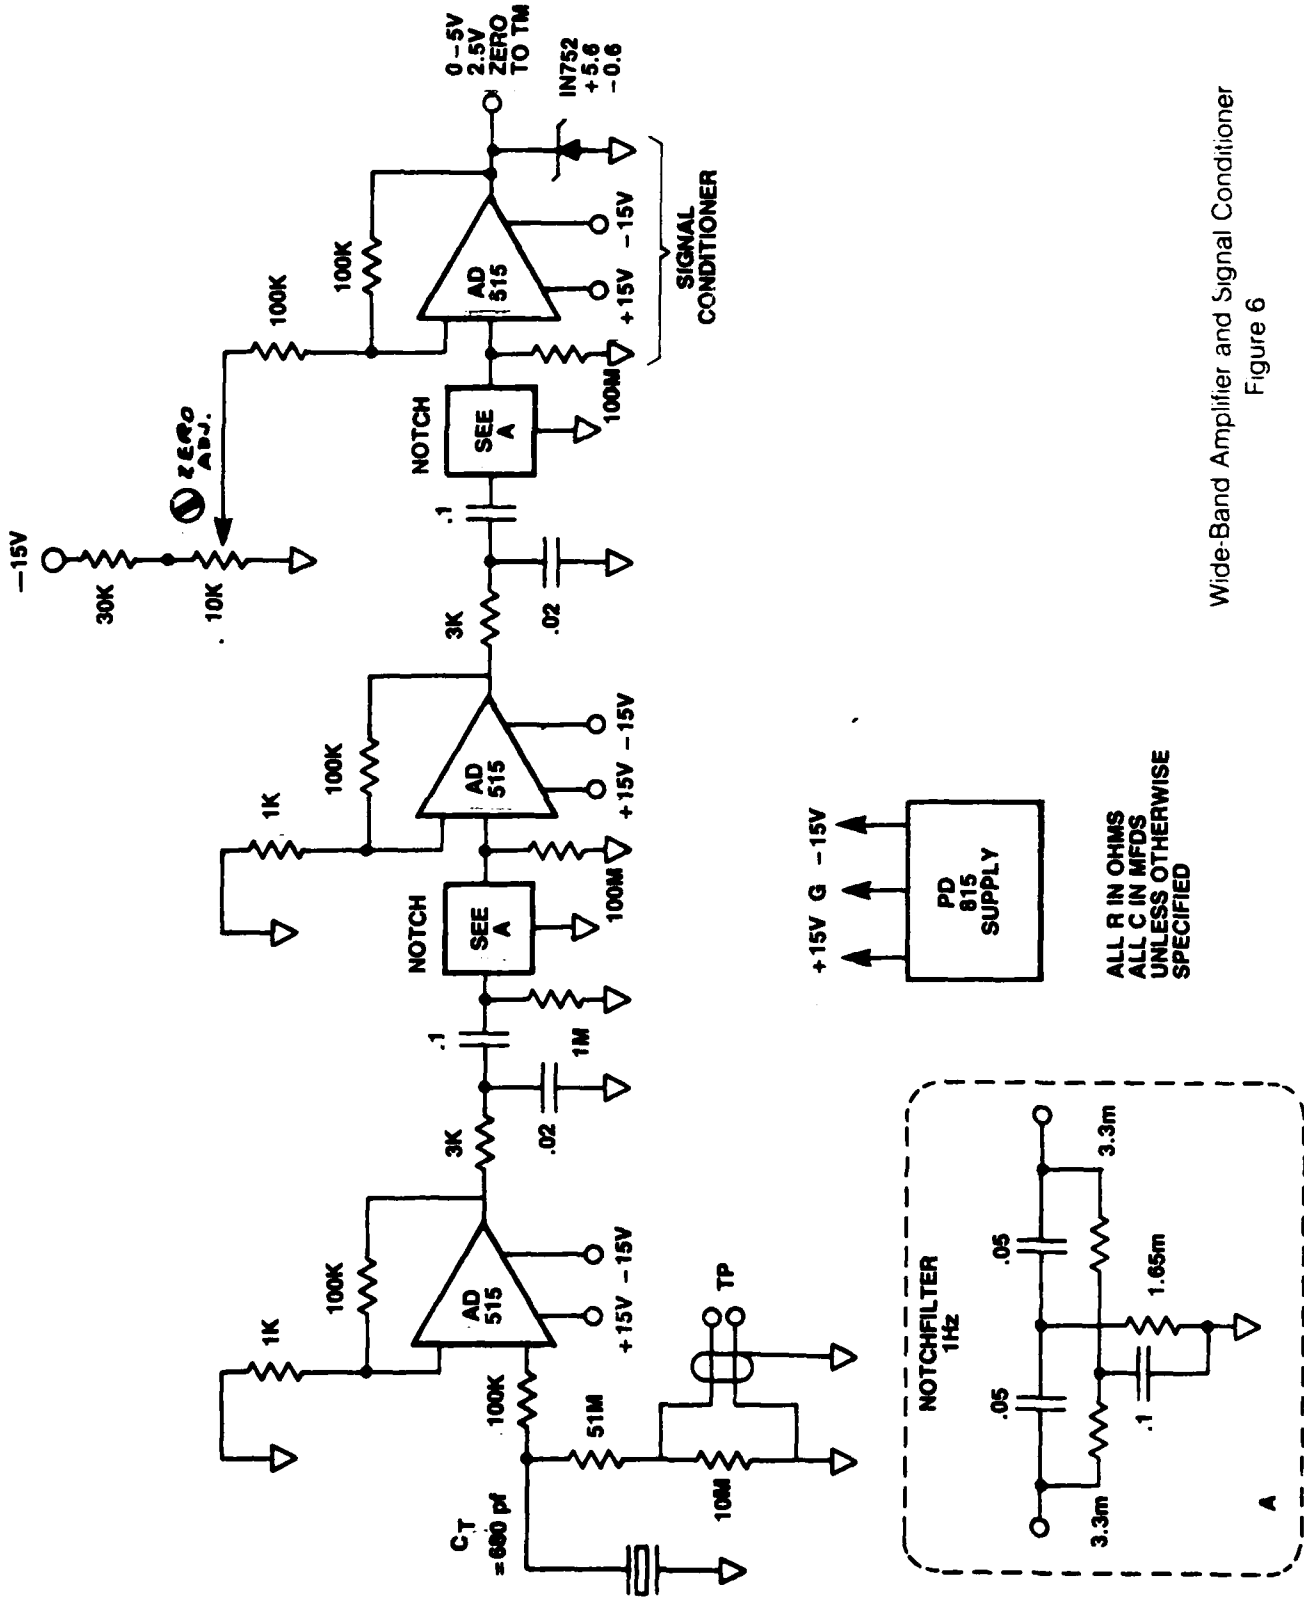 −15V
30K
10K
ZERO
ADJ.
100K
100K
1K
100K
1K
100K
CT
=680 pf
100K
51M
10M
TP
AD
515
+15V −15V
3K
.02
.1
1M
NOTCH
SEE
A
100M
AD
515
+15V −15V
3K
.02
.1
NOTCH
SEE
A
100M
AD
515
+15V −15V
0−5V
2.5V
ZERO
TO TM
IN752
+5.6
−0.6
SIGNAL
CONDITIONER
NOTCHFILTER
1Hz
.05
.05
3.3m
3.3m
.1
1.65m
A
+15V G −15V
PD
815
SUPPLY
ALL R IN OHMS
ALL C IN MFDS
UNLESS OTHERWISE
SPECIFIED
Wide-Band Amplifier and Signal Conditioner
Figure 6